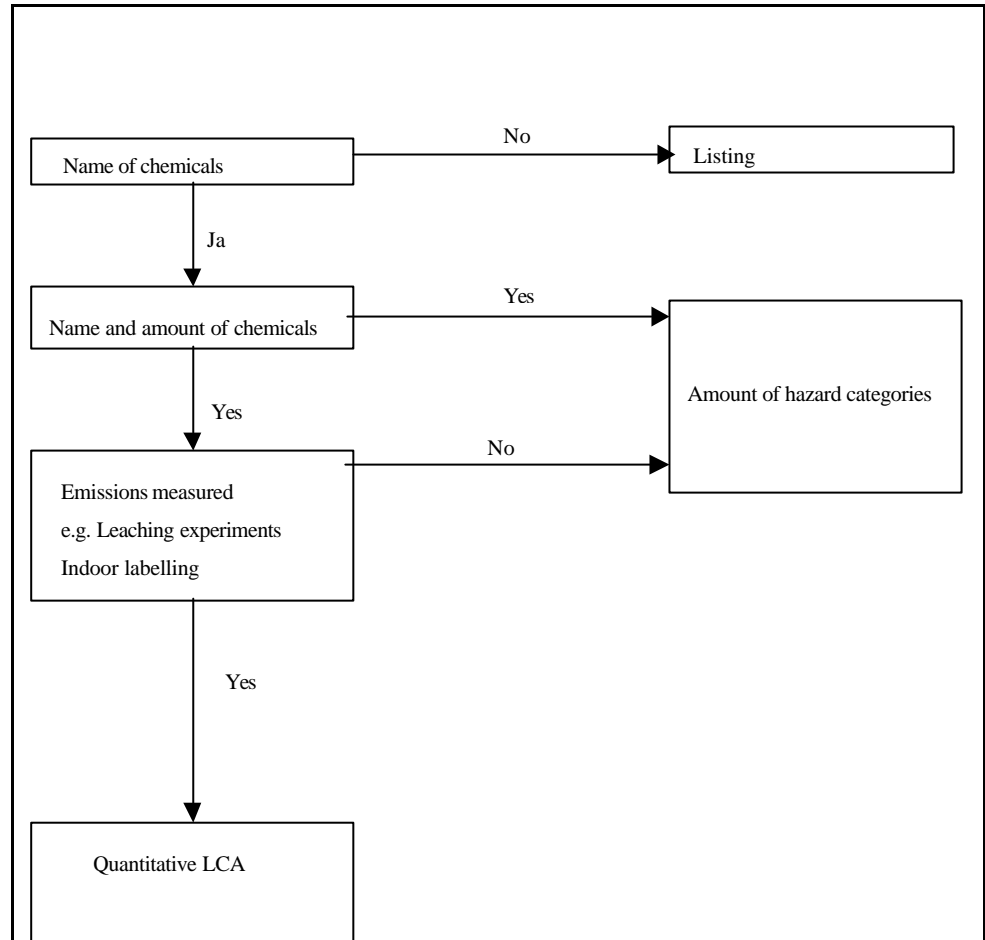 No
Name of chemicals
Listing
Ja
Yes
Name and amount of chemicals
Amount of hazard categories
Yes
No
Emissions measured
e.g. Leaching experiments
Indoor labelling
Yes
Quantitative LCA